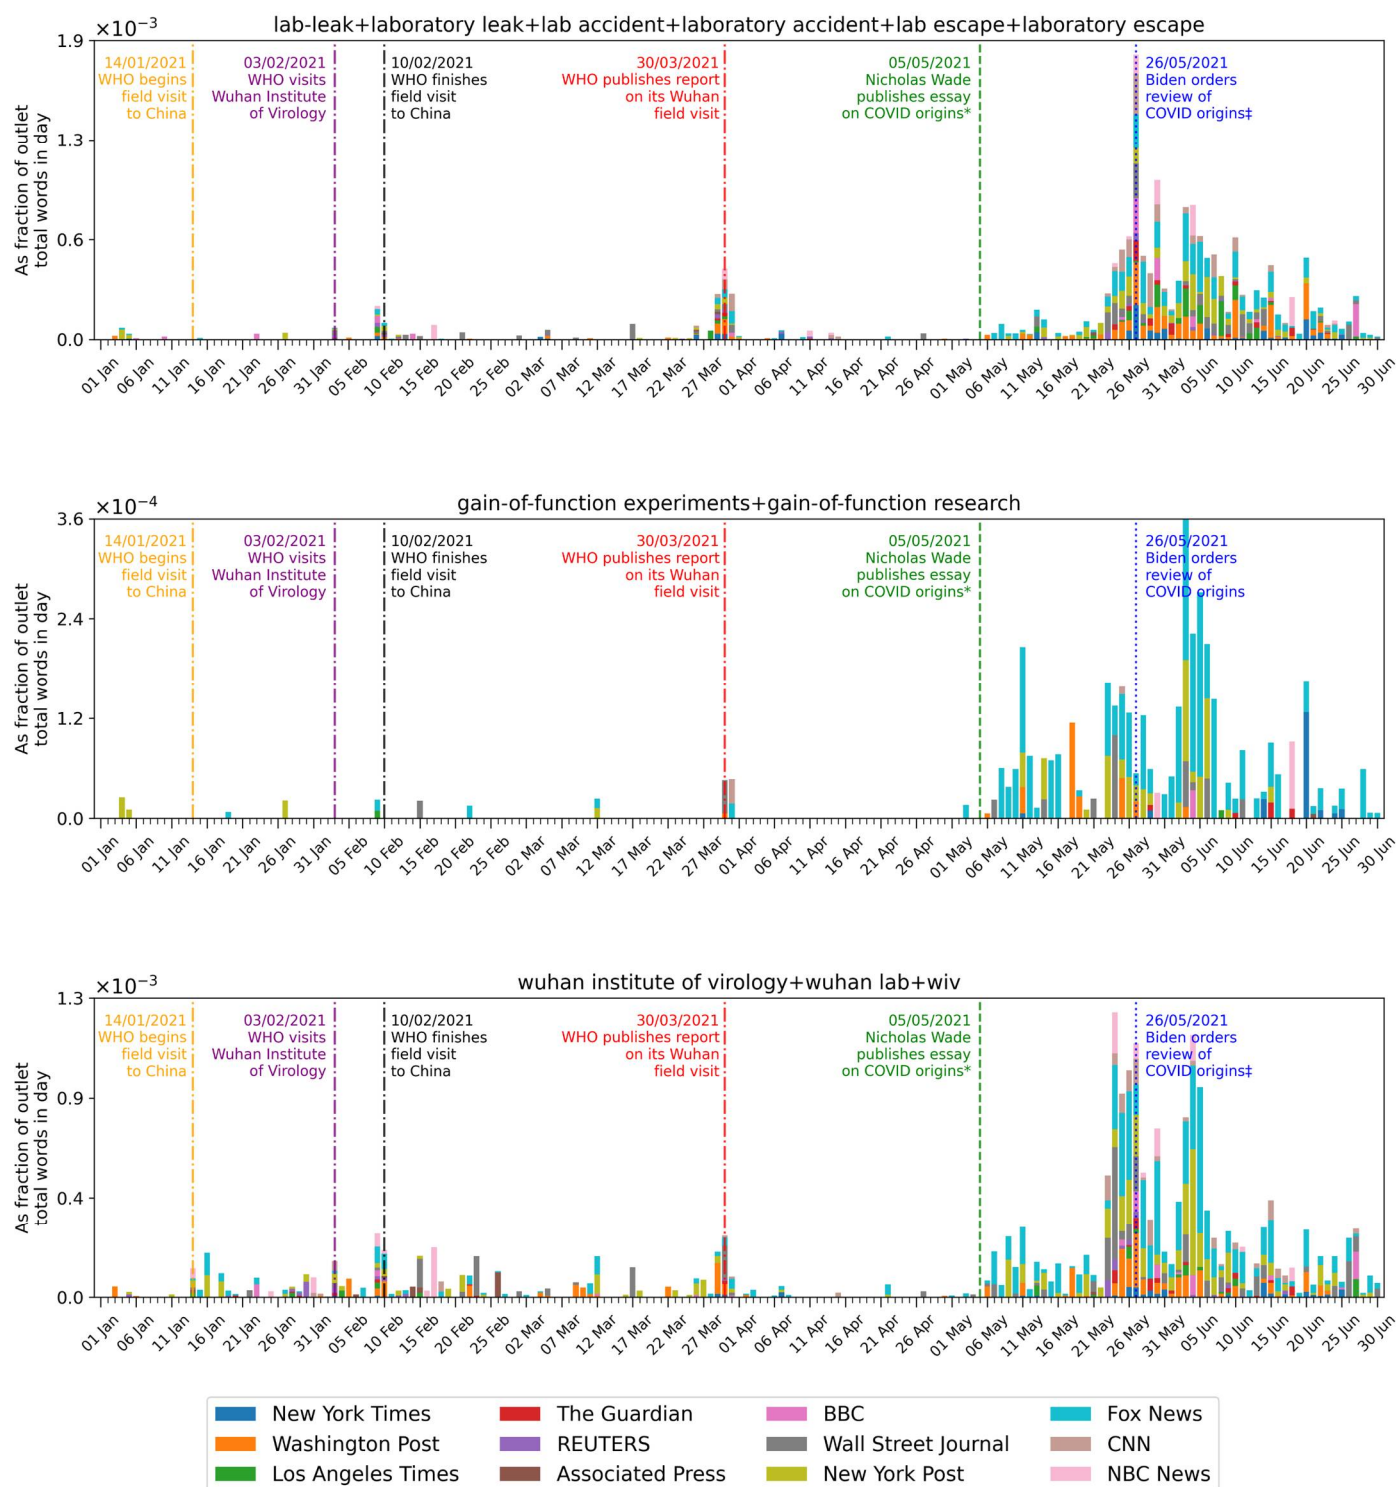 lab-leak+laboratory leak+lab accident+laboratory accident+lab escape+laboratory escape
×10⁻³
1.9
1.3
0.6
0.0
As fraction of outlet
total words in day
14/01/2021
WHO begins
field visit
to China
03/02/2021
WHO visits
Wuhan Institute
of Virology
10/02/2021
WHO finishes
field visit
to China
30/03/2021
WHO publishes report
on its Wuhan
field visit
05/05/2021
Nicholas Wade
publishes essay
on COVID origins*
26/05/2021
Biden orders
review of
COVID origins‡
01 Jan
06 Jan
11 Jan
16 Jan
21 Jan
26 Jan
31 Jan
05 Feb
10 Feb
15 Feb
20 Feb
25 Feb
02 Mar
07 Mar
12 Mar
17 Mar
22 Mar
27 Mar
01 Apr
06 Apr
11 Apr
16 Apr
21 Apr
26 Apr
01 May
06 May
11 May
16 May
21 May
26 May
31 May
05 Jun
10 Jun
15 Jun
20 Jun
25 Jun
30 Jun
gain-of-function experiments+gain-of-function research
×10⁻⁴
3.6
2.4
1.2
0.0
As fraction of outlet
total words in day
14/01/2021
WHO begins
field visit
to China
03/02/2021
WHO visits
Wuhan Institute
of Virology
10/02/2021
WHO finishes
field visit
to China
30/03/2021
WHO publishes report
on its Wuhan
field visit
05/05/2021
Nicholas Wade
publishes essay
on COVID origins*
26/05/2021
Biden orders
review of
COVID origins
01 Jan
06 Jan
11 Jan
16 Jan
21 Jan
26 Jan
31 Jan
05 Feb
10 Feb
15 Feb
20 Feb
25 Feb
02 Mar
07 Mar
12 Mar
17 Mar
22 Mar
27 Mar
01 Apr
06 Apr
11 Apr
16 Apr
21 Apr
26 Apr
01 May
06 May
11 May
16 May
21 May
26 May
31 May
05 Jun
10 Jun
15 Jun
20 Jun
25 Jun
30 Jun
wuhan institute of virology+wuhan lab+wiv
×10⁻³
1.3
0.9
0.4
0.0
As fraction of outlet
total words in day
14/01/2021
WHO begins
field visit
to China
03/02/2021
WHO visits
Wuhan Institute
of Virology
10/02/2021
WHO finishes
field visit
to China
30/03/2021
WHO publishes report
on its Wuhan
field visit
05/05/2021
Nicholas Wade
publishes essay
on COVID origins*
26/05/2021
Biden orders
review of
COVID origins‡
01 Jan
06 Jan
11 Jan
16 Jan
21 Jan
26 Jan
31 Jan
05 Feb
10 Feb
15 Feb
20 Feb
25 Feb
02 Mar
07 Mar
12 Mar
17 Mar
22 Mar
27 Mar
01 Apr
06 Apr
11 Apr
16 Apr
21 Apr
26 Apr
01 May
06 May
11 May
16 May
21 May
26 May
31 May
05 Jun
10 Jun
15 Jun
20 Jun
25 Jun
30 Jun
New York Times
Washington Post
Los Angeles Times
The Guardian
REUTERS
Associated Press
BBC
Wall Street Journal
New York Post
Fox News
CNN
NBC News